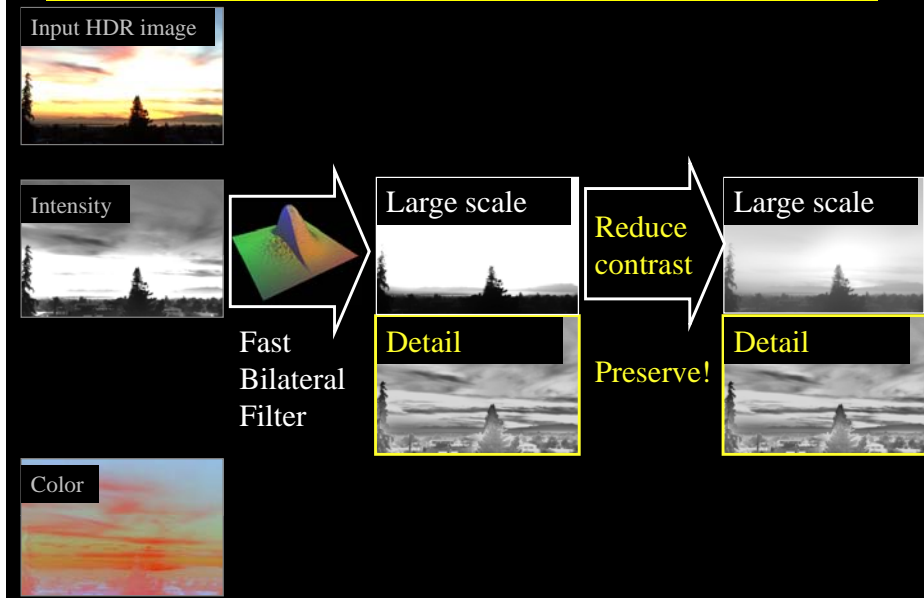 Input HDR image
Intensity
Large scale
Reduce
contrast
Large scale
Fast
Bilateral
Filter
Detail
Preserve!
Detail
Color